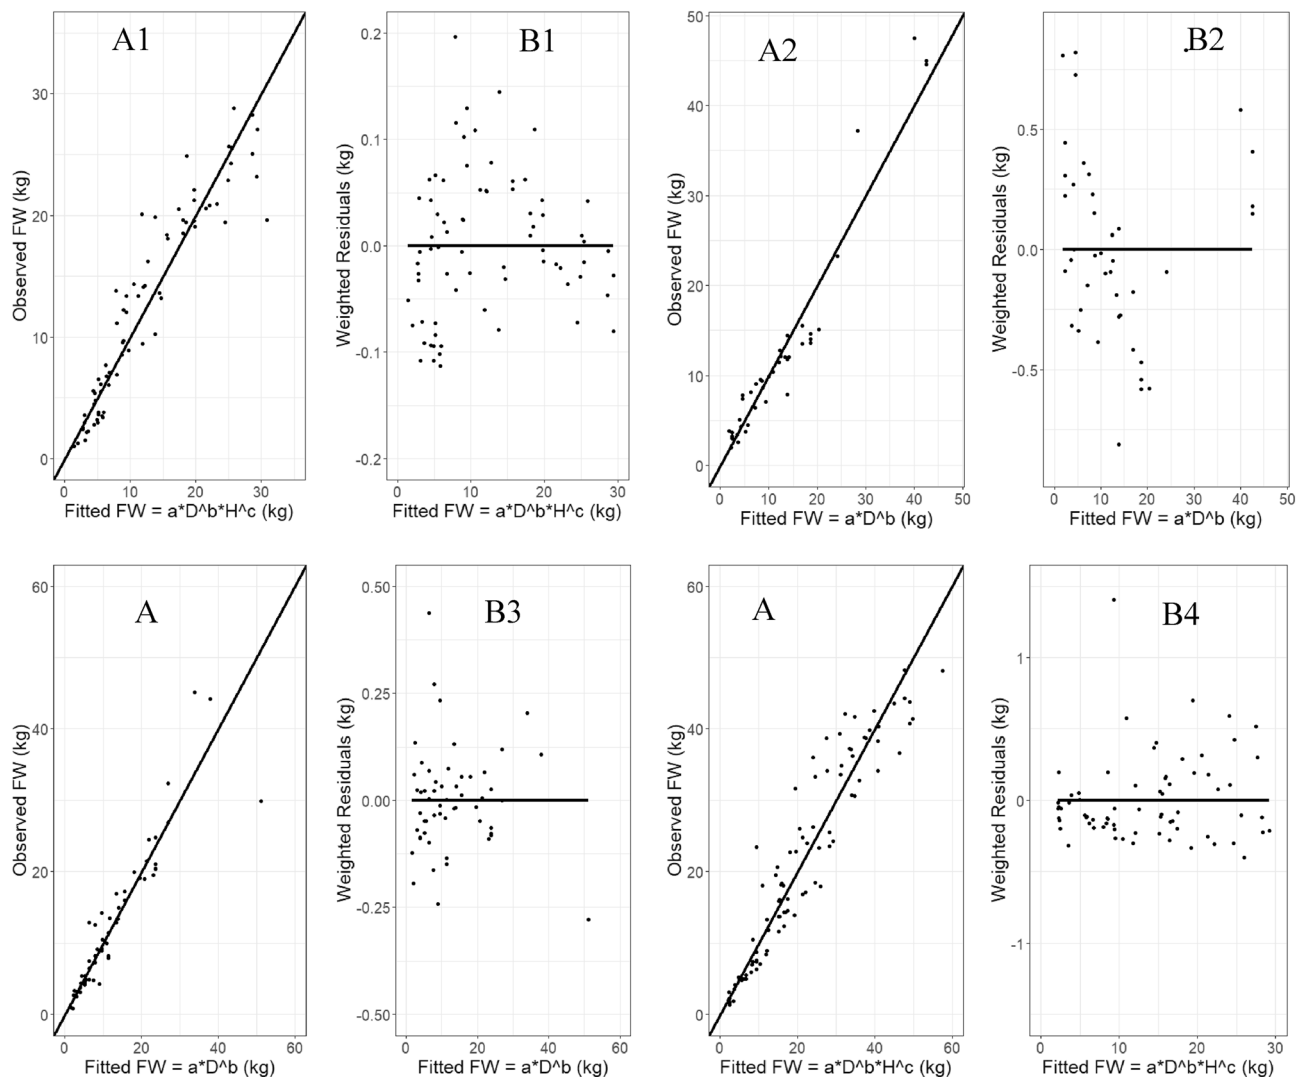 A1
Observed FW (kg)
30
20
10
0
0 10 20 30
Fitted FW = a*D^b*H^c (kg)
B1
Weighted Residuals (kg)
0.2
0.1
0.0
-0.1
-0.2
0 10 20 30
Fitted FW = a*D^b*H^c (kg)
A2
Observed FW (kg)
50
40
30
20
10
0
0 10 20 30 40 50
Fitted FW = a*D^b (kg)
B2
Weighted Residuals (kg)
0.5
0.0
-0.5
0 10 20 30 40 50
Fitted FW = a*D^b (kg)
A
Observed FW (kg)
60
40
20
0
0 20 40 60
Fitted FW = a*D^b (kg)
B3
Weighted Residuals (kg)
0.50
0.25
0.00
-0.25
-0.50
0 20 40 60
Fitted FW = a*D^b (kg)
A
Observed FW (kg)
60
40
20
0
0 20 40 60
Fitted FW = a*D^b*H^c (kg)
B4
Weighted Residuals (kg)
1
0
-1
0 10 20 30
Fitted FW = a*D^b*H^c (kg)